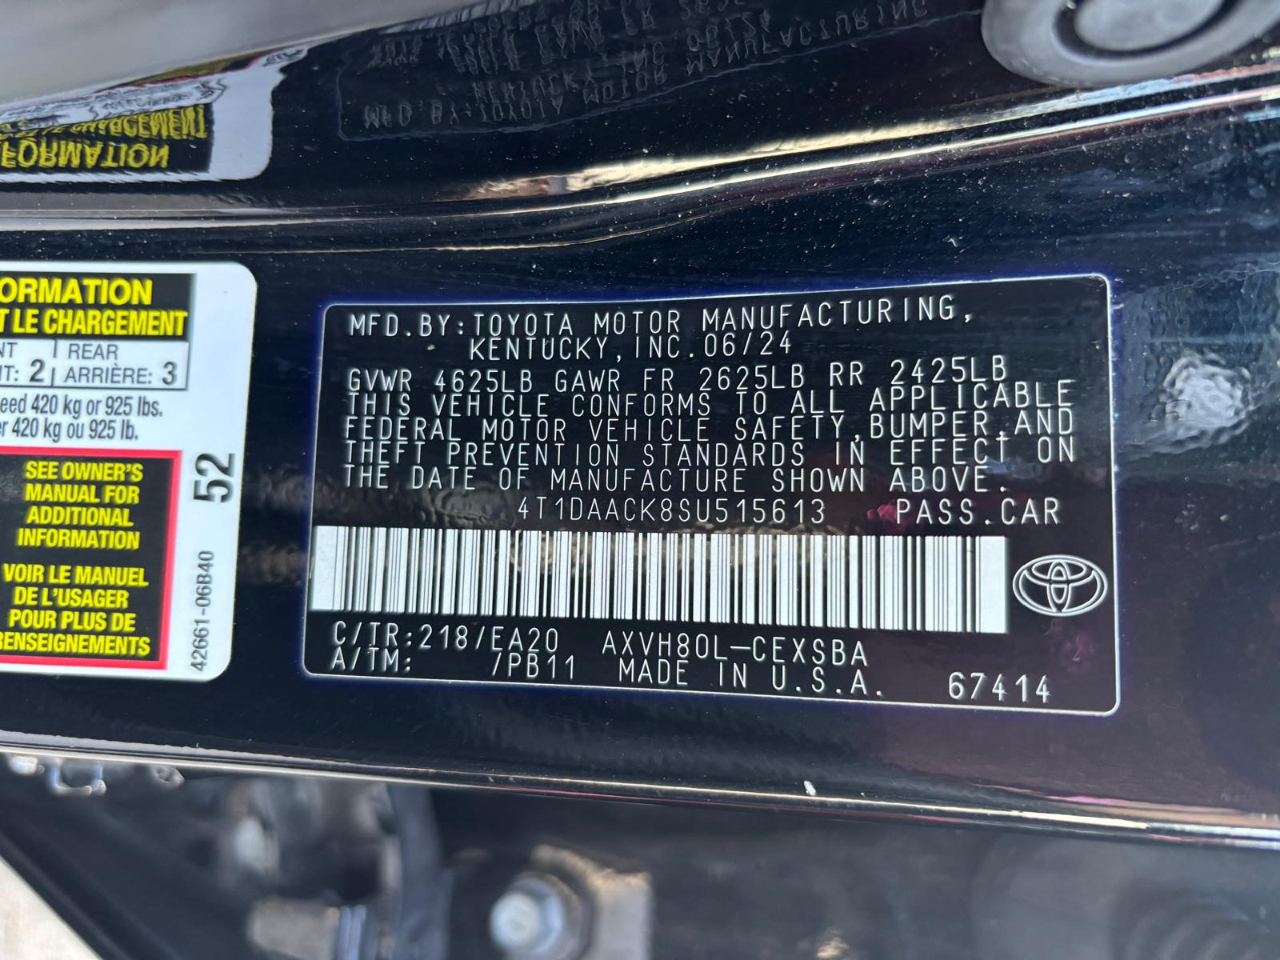 ORMATION
T LE CHARGEMENT
NT REAR
T: 2 ARRIÈRE: 3
eed 420 kg or 925 lbs.
er 420 kg ou 925 lb.
SEE OWNER'S
MANUAL FOR
ADDITIONAL
INFORMATION
VOIR LE MANUEL
DE L'USAGER
POUR PLUS DE
RENSEIGNEMENTS
52
42661-06B40
MFD.BY:TOYOTA MOTOR MANUFACTURING,
KENTUCKY,INC.06/24
GVWR 4625LB GAWR FR 2625LB RR 2425LB
THIS VEHICLE CONFORMS TO ALL APPLICABLE
FEDERAL MOTOR VEHICLE SAFETY,BUMPER,AND
THEFT PREVENTION STANDARDS IN EFFECT ON
THE DATE OF MANUFACTURE SHOWN ABOVE.
4T1DAACK8SU515613 PASS.CAR
C/TR:218/EA20 AXVH80L-CEXSBA
A/TM: /PB11 MADE IN U.S.A. 67414